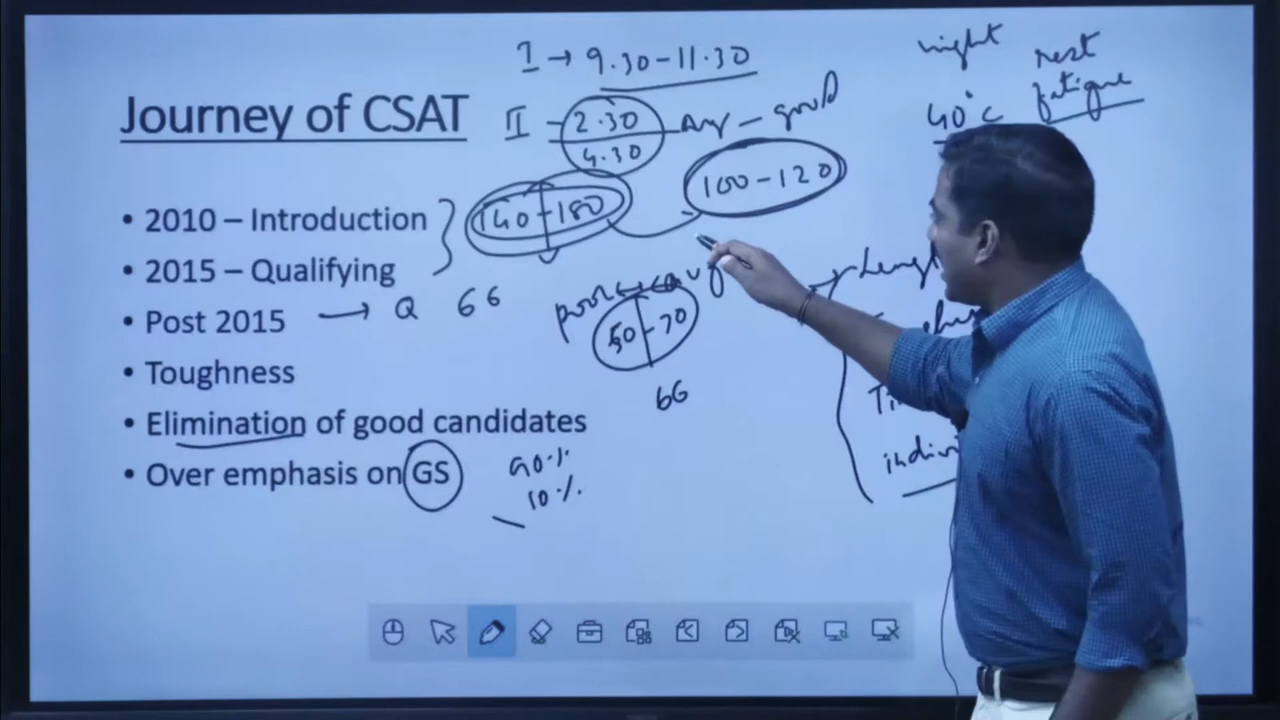 I → 9.30-11.30
Journey of CSAT
II - 2.30 Avg - good
4.30
night
rest
40°C
fatigue
140-180
100-120
• 2010 – Introduction
• 2015 – Qualifying
• Post 2015 → Q 66
50-70
66
• Toughness
• Elimination of good candidates
• Over emphasis on GS
90%
10%